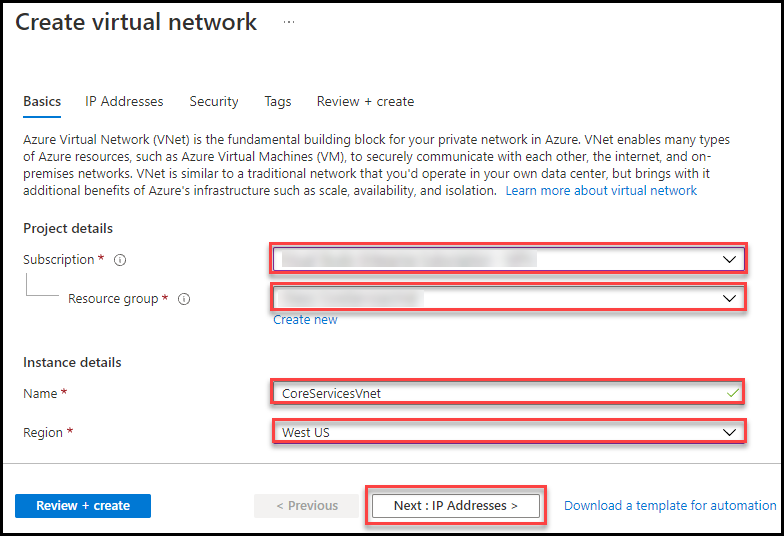 Create virtual network ...
Basics IP Addresses Security Tags Review + create
Azure Virtual Network (VNet) is the fundamental building block for your private network in Azure. VNet enables many types
of Azure resources, such as Azure Virtual Machines (VM), to securely communicate with each other, the internet, and on-
premises networks. VNet is similar to a traditional network that you'd operate in your own data center, but brings with it
additional benefits of Azure's infrastructure such as scale, availability, and isolation. Learn more about virtual network
Project details
Subscription *
Resource group *
Create new
Instance details
Name * CoreServicesVnet
Region * West US
Review + create < Previous Next : IP Addresses > Download a template for automation